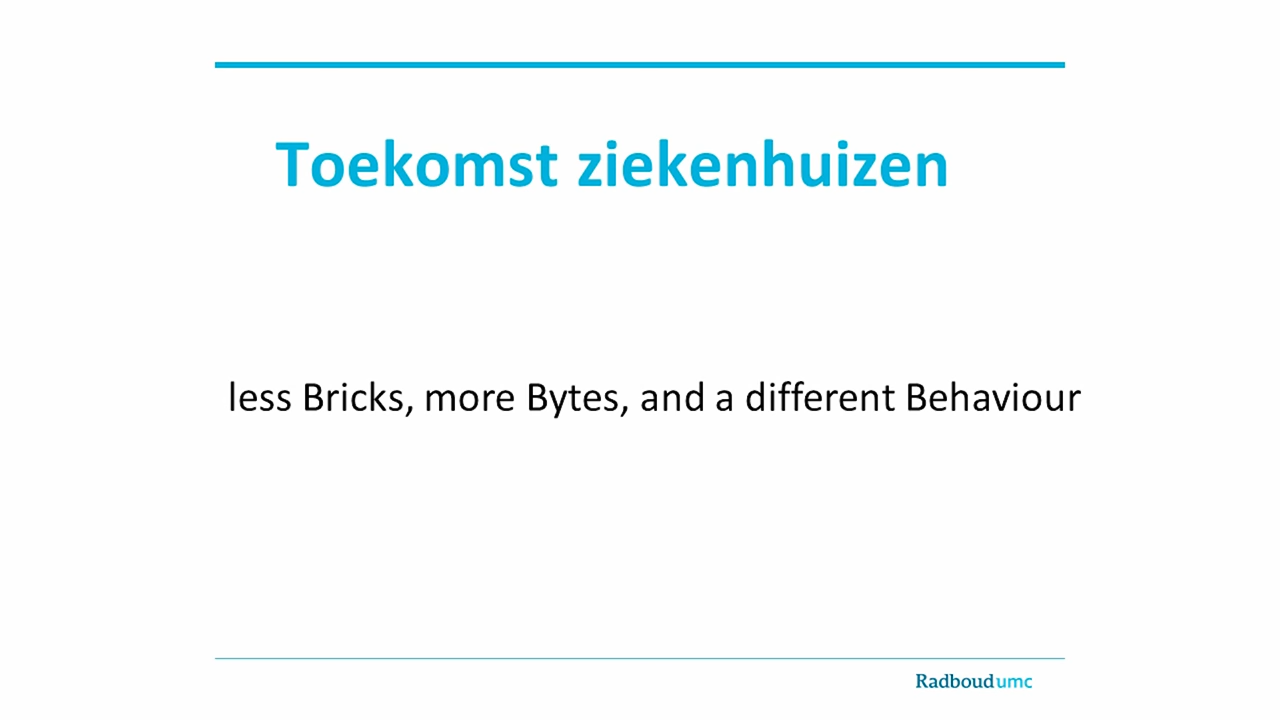 Toekomst ziekenhuizen
less Bricks, more Bytes, and a different Behaviour
Radboudumc